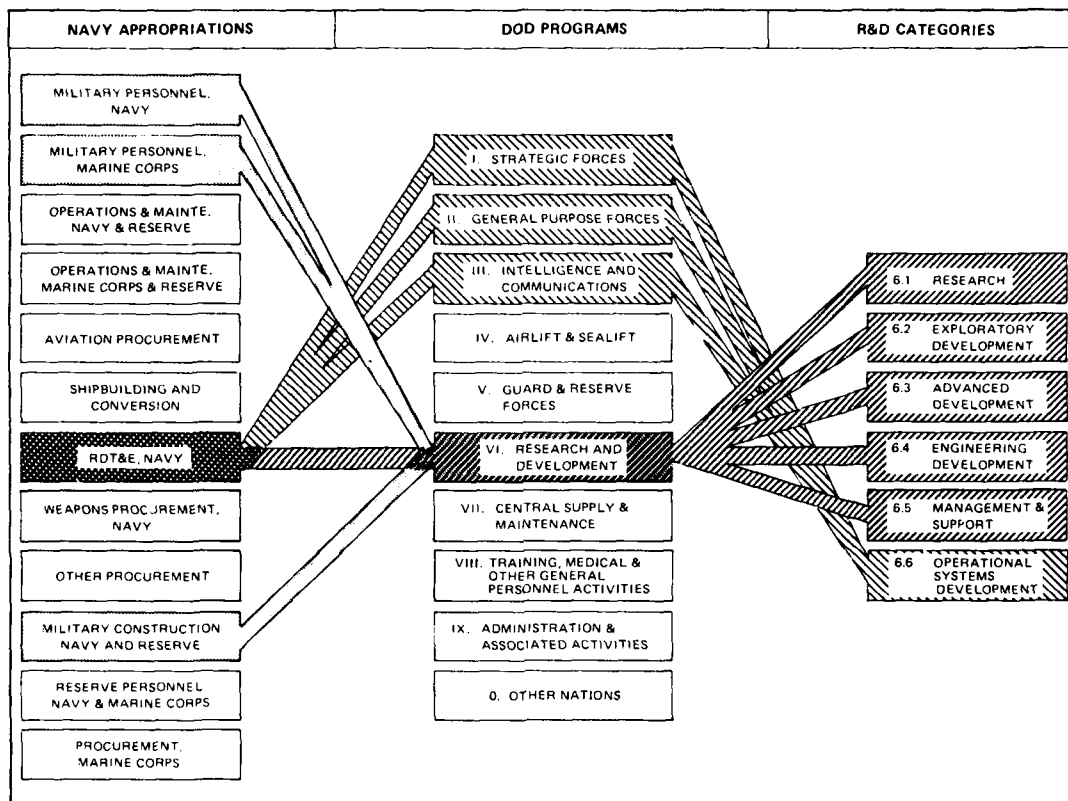 NAVY APPROPRIATIONS
DOD PROGRAMS
R&D CATEGORIES
MILITARY PERSONNEL,
NAVY
MILITARY PERSONNEL,
MARINE CORPS
OPERATIONS & MAINTE.
NAVY & RESERVE
OPERATIONS & MAINTE.
MARINE CORPS & RESERVE
AVIATION PROCUREMENT
SHIPBUILDING AND
CONVERSION
RDT&E, NAVY
WEAPONS PROCUREMENT,
NAVY
OTHER PROCUREMENT
MILITARY CONSTRUCTION
NAVY AND RESERVE
RESERVE PERSONNEL
NAVY & MARINE CORPS
PROCUREMENT,
MARINE CORPS
I. STRATEGIC FORCES
II. GENERAL PURPOSE FORCES
III. INTELLIGENCE AND
COMMUNICATIONS
IV. AIRLIFT & SEALIFT
V. GUARD & RESERVE
FORCES
VI. RESEARCH AND
DEVELOPMENT
VII. CENTRAL SUPPLY &
MAINTENANCE
VIII. TRAINING, MEDICAL &
OTHER GENERAL
PERSONNEL ACTIVITIES
IX. ADMINISTRATION &
ASSOCIATED ACTIVITIES
0. OTHER NATIONS
6.1 RESEARCH
6.2 EXPLORATORY
DEVELOPMENT
6.3 ADVANCED
DEVELOPMENT
6.4 ENGINEERING
DEVELOPMENT
6.5 MANAGEMENT &
SUPPORT
6.6 OPERATIONAL
SYSTEMS
DEVELOPMENT